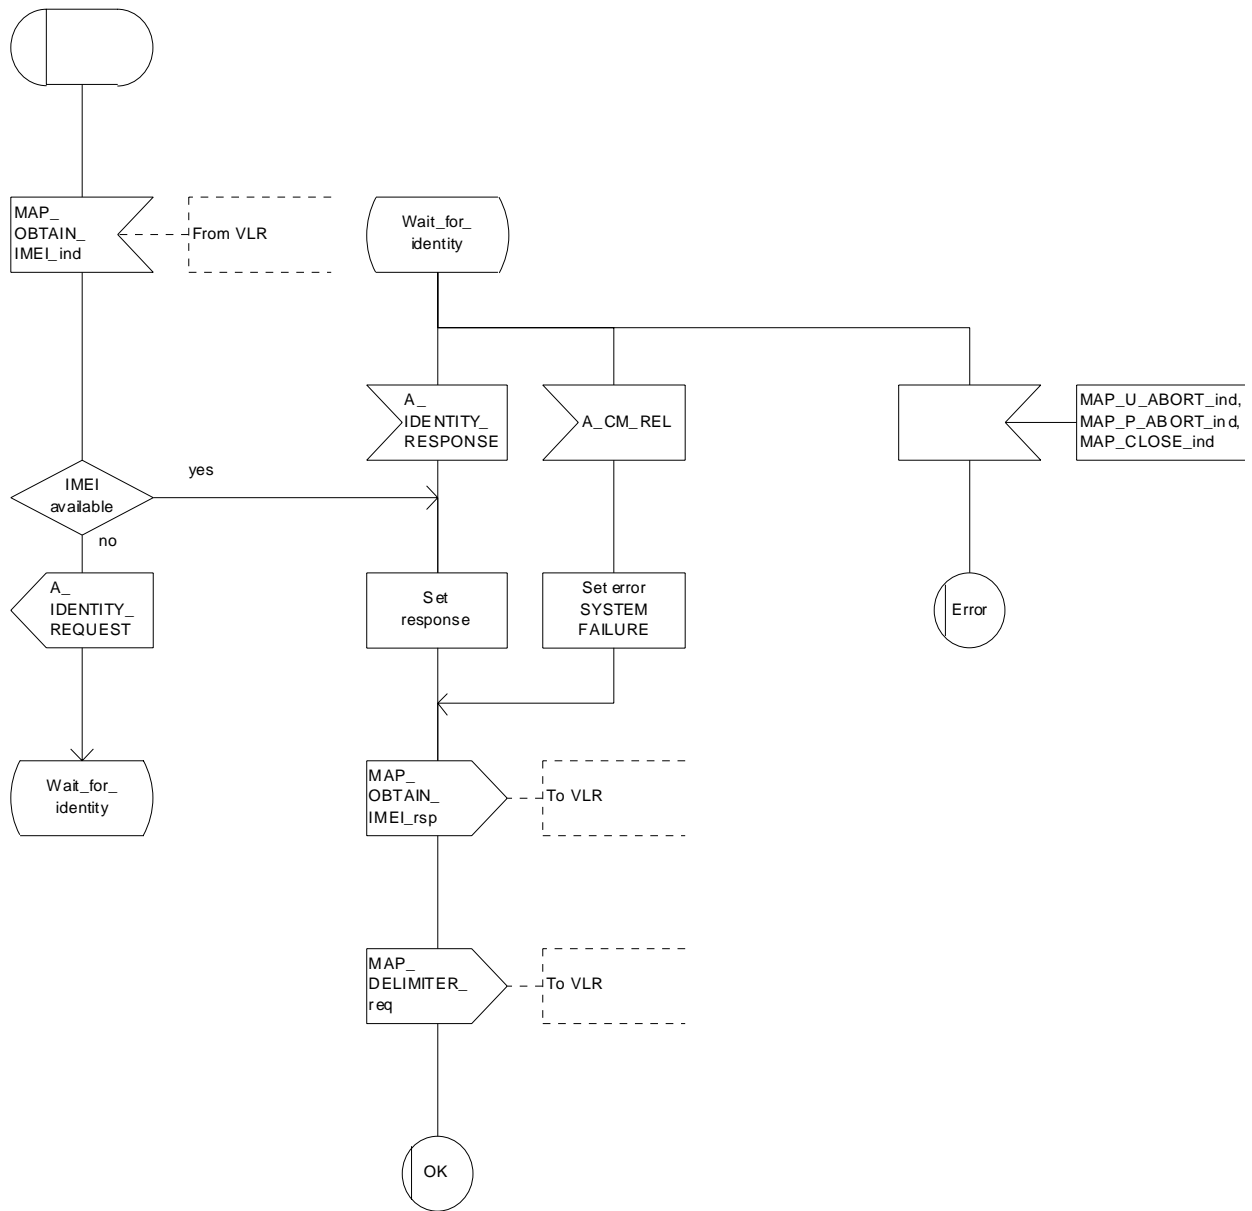 MAP_
OBTAIN_
IMEI_ind
From VLR
Wait_for_
identity
A_
IDENTITY_
RESPONSE
A_CM_REL
MAP_U_ABORT_ind,
MAP_P_ABORT_ind,
MAP_CLOSE_ind
IMEI
available
yes
no
A_
IDENTITY_
REQUEST
Set
response
Set error
SYSTEM
FAILURE
Error
Wait_for_
identity
MAP_
OBTAIN_
IMEI_rsp
To VLR
MAP_
DELIMITER_
req
To VLR
OK